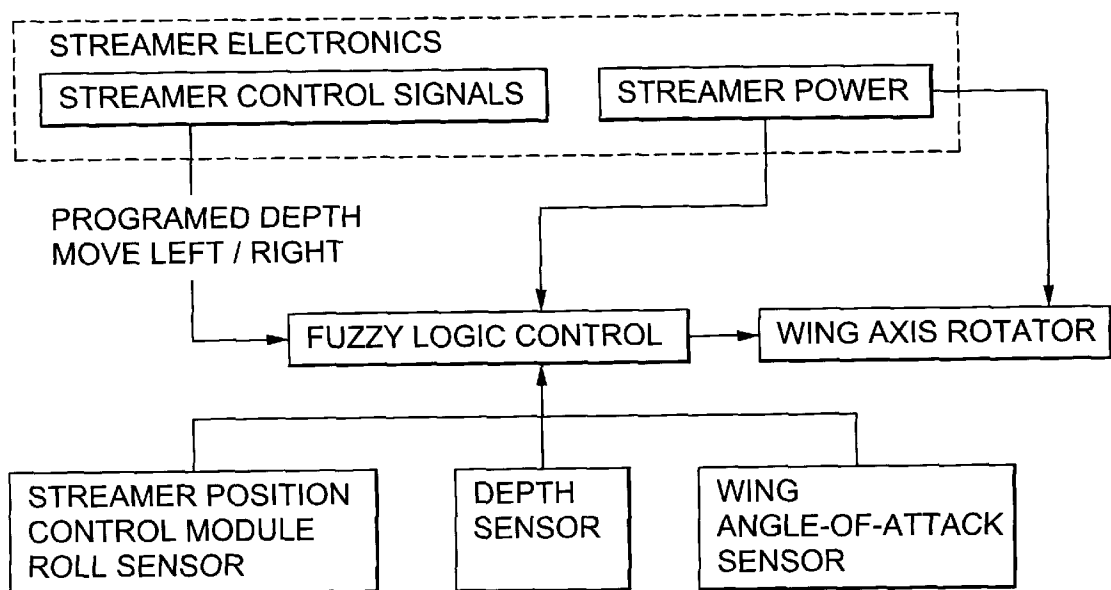 STREAMER ELECTRONICS
STREAMER CONTROL SIGNALS
STREAMER POWER
PROGRAMED DEPTH
MOVE LEFT / RIGHT
FUZZY LOGIC CONTROL
WING AXIS ROTATOR
STREAMER POSITION
CONTROL MODULE
ROLL SENSOR
DEPTH
SENSOR
WING
ANGLE-OF-ATTACK
SENSOR